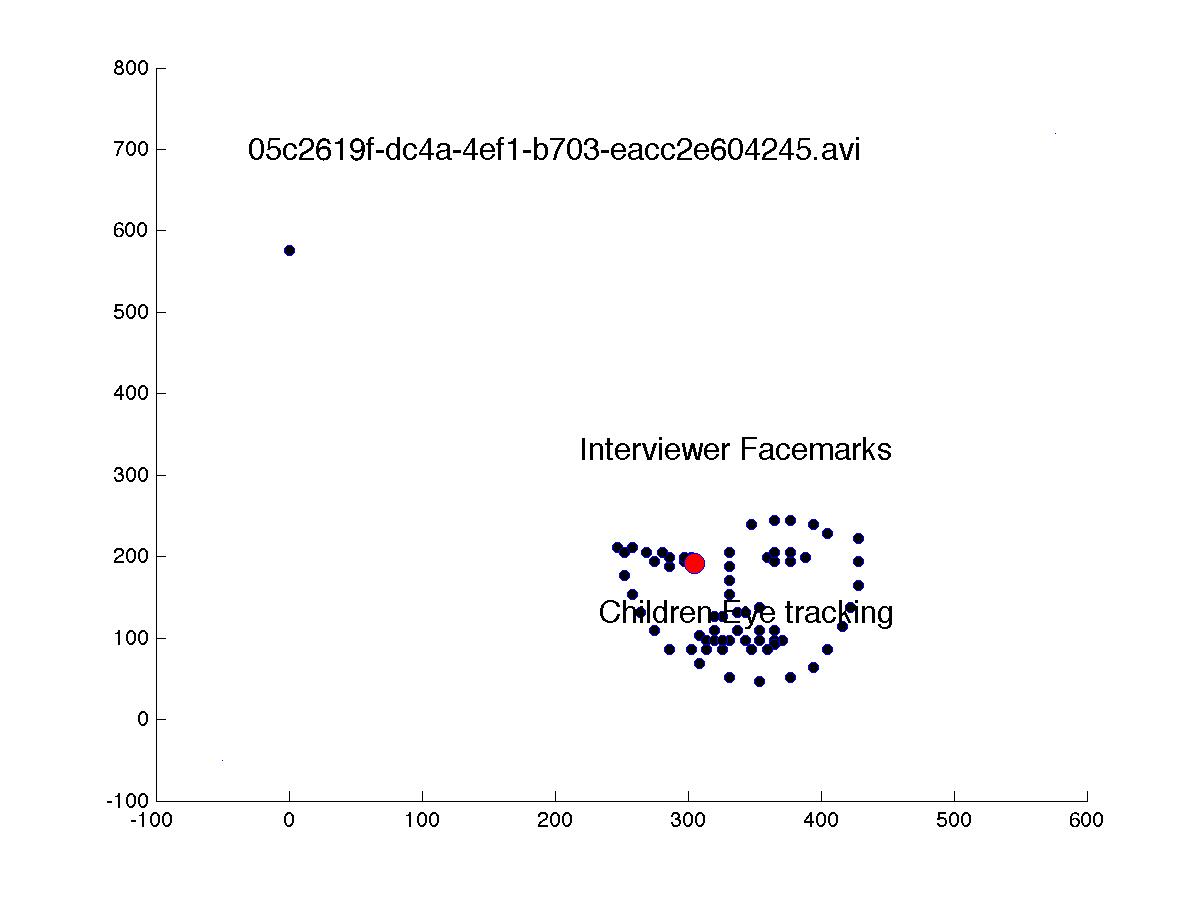 800
05c2619f-dc4a-4ef1-b703-eacc2e604245.avi
700
600
500
400
Interviewer Facemarks
300
200
Children Eye tracking
100
0
-100
-100 0 100 200 300 400 500 600